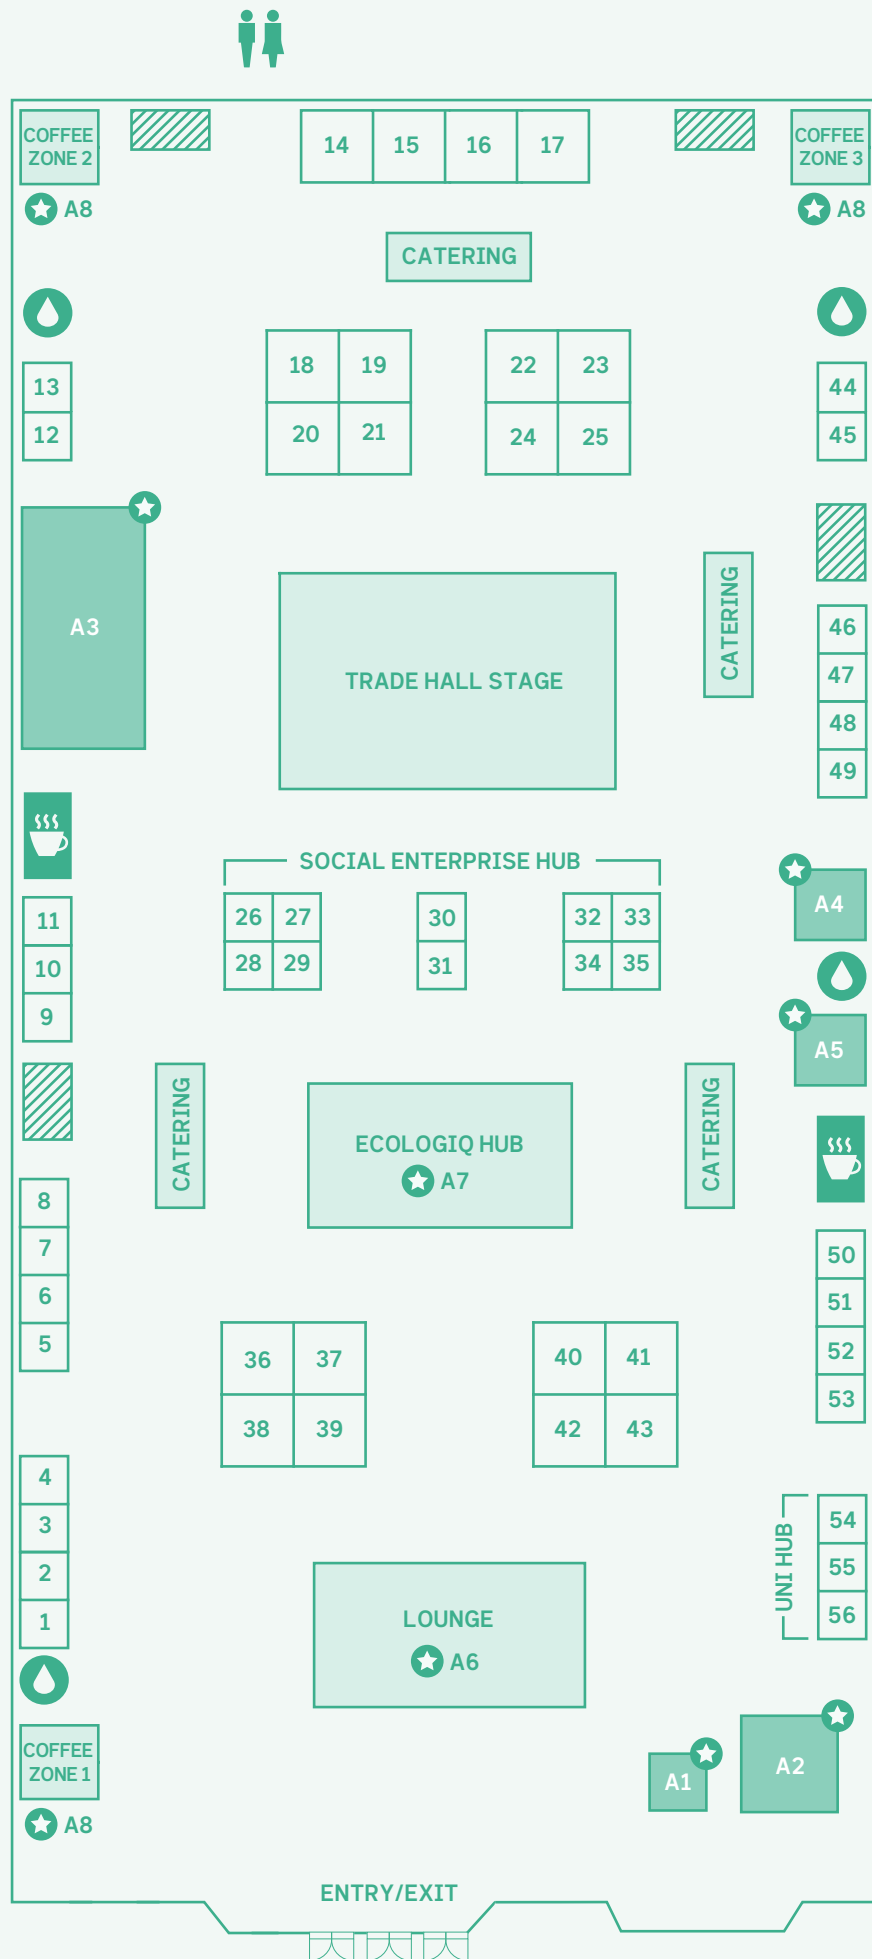 COFFEE
ZONE 2
14 15 16 17
COFFEE
ZONE 3
A8
A8
CATERING
18 19
22 23
13
44
20 21
24 25
12
45
A3
CATERING
46
TRADE HALL STAGE
47
48
49
SOCIAL ENTERPRISE HUB
A4
26 27
30
32 33
11
28 29
31
34 35
10
9
A5
CATERING
ECOLOGIQ HUB
A7
CATERING
8
7
6
5
50
51
52
53
36 37
38 39
40 41
42 43
4
3
2
1
UNI HUB
54
55
56
LOUNGE
A6
COFFEE
ZONE 1
A8
A1
A2
ENTRY/EXIT